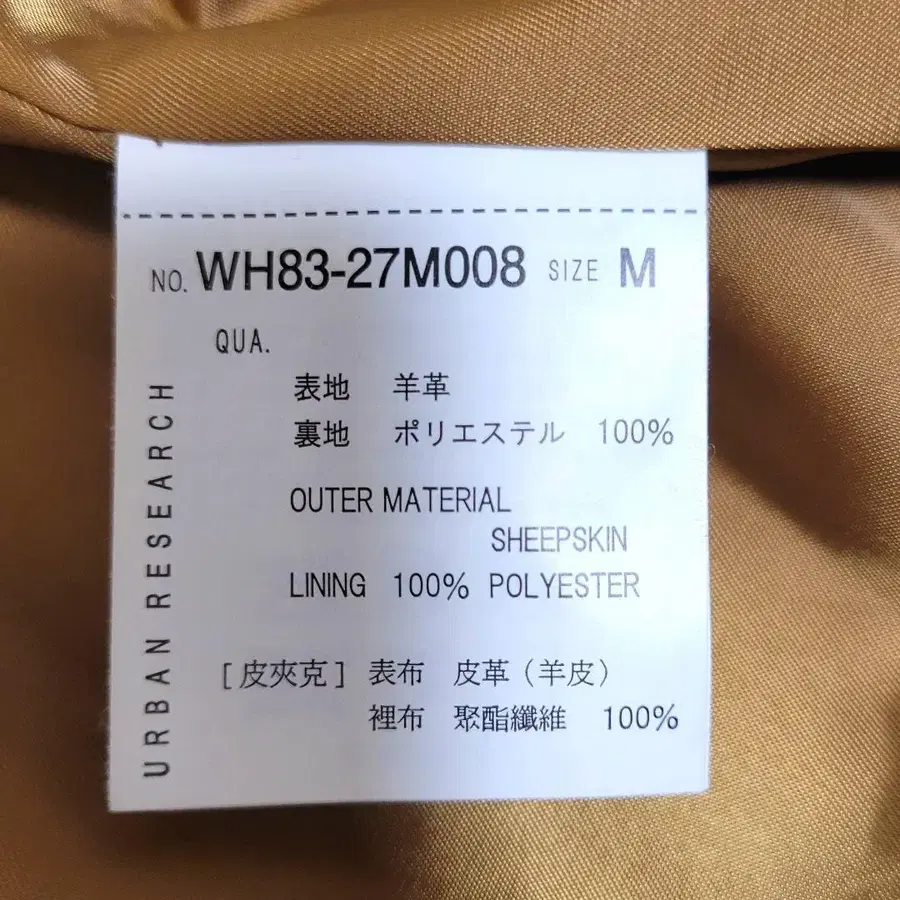 NO. WH83-27M008 SIZE M
QUA.
表地 羊革
裏地 ポリエステル 100%
OUTER MATERIAL
SHEEPSKIN
LINING 100% POLYESTER
[皮夾克] 表布 皮革(羊皮)
裡布 聚酯纖維 100%
URBAN RESEARCH